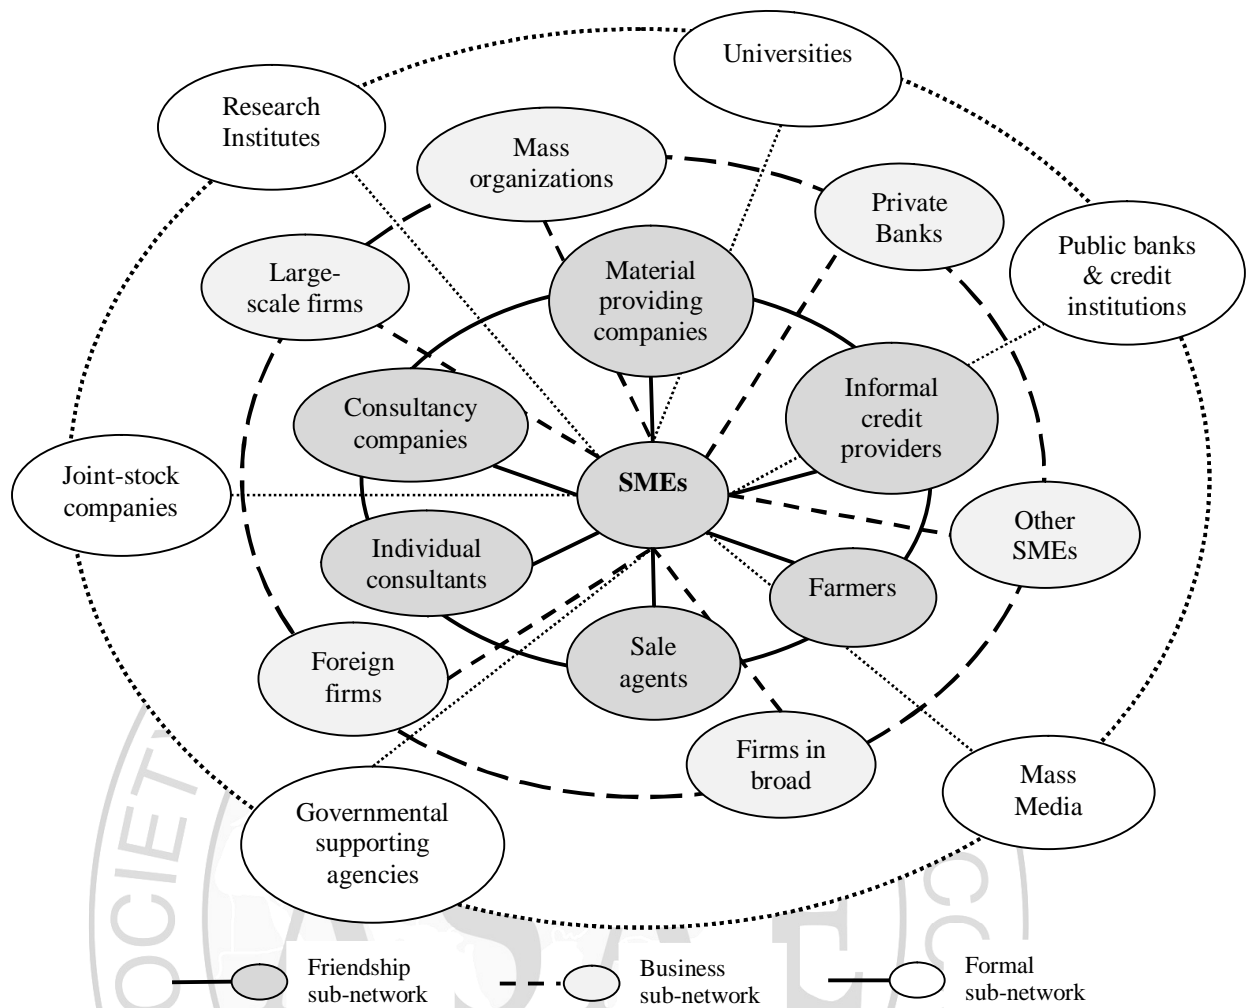 Universities
Research
Institutes
Mass
organizations
Private
Banks
Public banks
& credit
institutions
Large-
scale firms
Material
providing
companies
Informal
credit
providers
Consultancy
companies
Joint-stock
companies
SMEs
Other
SMEs
Individual
consultants
Farmers
Sale
agents
Foreign
firms
Firms in
broad
Mass
Media
Governmental
supporting
agencies
Friendship
sub-network
Business
sub-network
Formal
sub-network